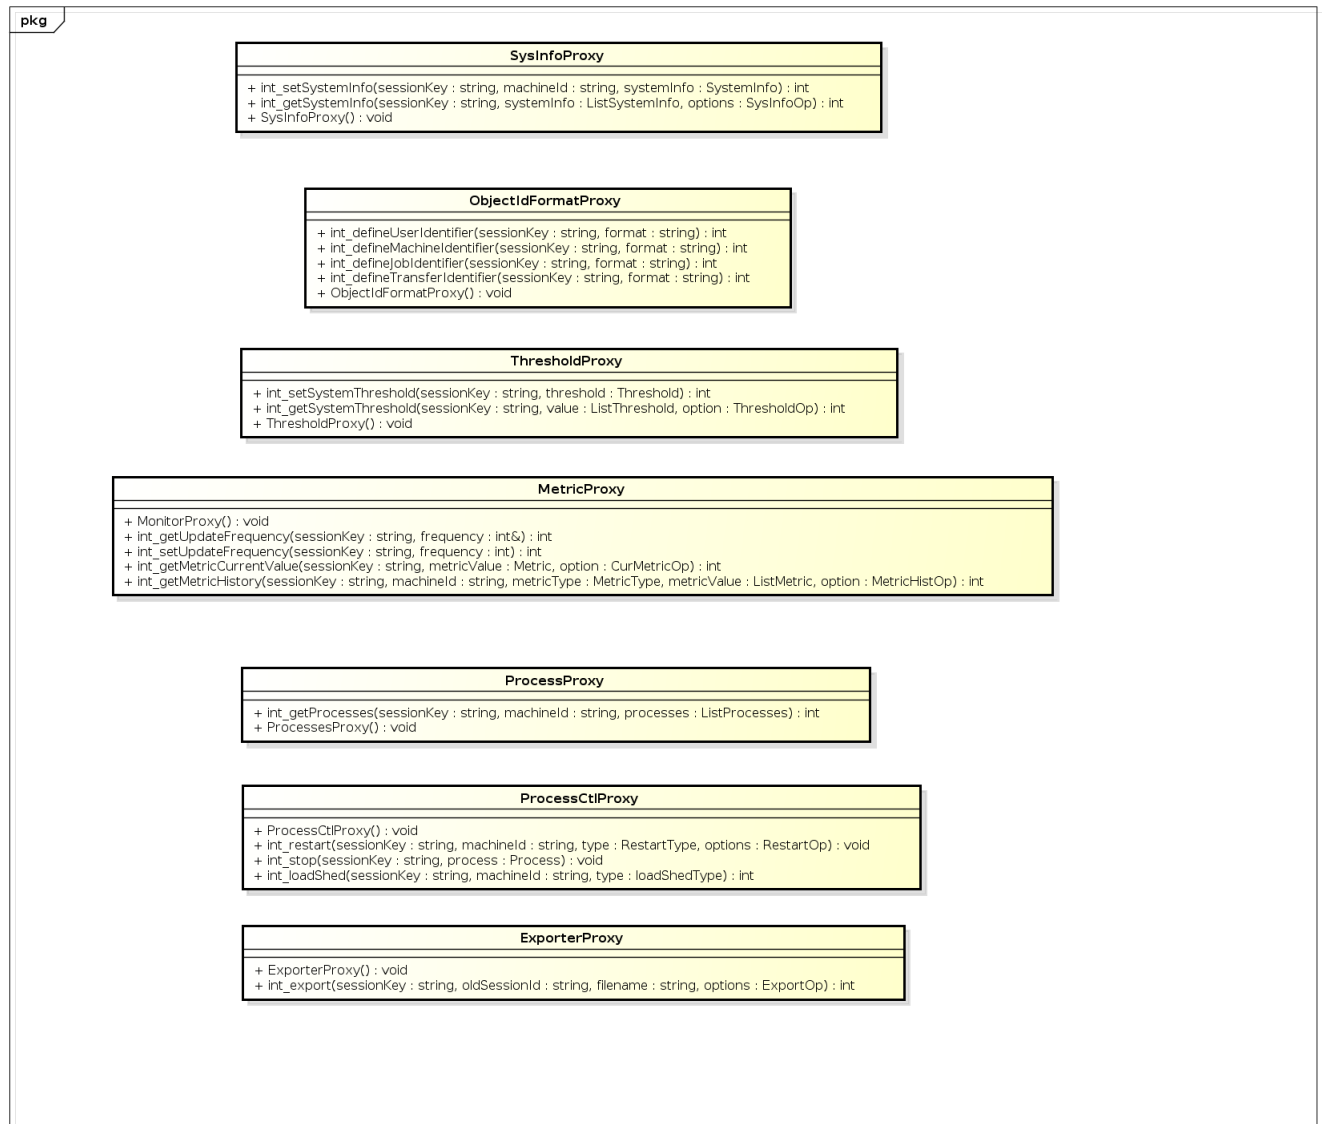 pkg
SysInfoProxy
+ int_setSystemInfo(sessionKey : string, machineId : string, systemInfo : SystemInfo) : int
+ int_getSystemInfo(sessionKey : string, systemInfo : ListSystemInfo, options : SysInfoOp) : int
+ SysInfoProxy() : void
ObjectIdFormatProxy
+ int_defineUserIdentifier(sessionKey : string, format : string) : int
+ int_defineMachineIdentifier(sessionKey : string, format : string) : int
+ int_defineJobIdentifier(sessionKey : string, format : string) : int
+ int_defineTransferIdentifier(sessionKey : string, format : string) : int
+ ObjectIdFormatProxy() : void
ThresholdProxy
+ int_setSystemThreshold(sessionKey : string, threshold : Threshold) : int
+ int_getSystemThreshold(sessionKey : string, value : ListThreshold, option : ThresholdOp) : int
+ ThresholdProxy() : void
MetricProxy
+ MonitorProxy() : void
+ int_getUpdateFrequency(sessionKey : string, frequency : int&) : int
+ int_setUpdateFrequency(sessionKey : string, frequency : int) : int
+ int_getMetricCurrentValue(sessionKey : string, metricValue : Metric, option : CurMetricOp) : int
+ int_getMetricHistory(sessionKey : string, machineId : string, metricType : MetricType, metricValue : ListMetric, option : MetricHistOp) : int
ProcessProxy
+ int_getProcesses(sessionKey : string, machineId : string, processes : ListProcesses) : int
+ ProcessesProxy() : void
ProcessCtlProxy
+ ProcessCtlProxy() : void
+ int_restart(sessionKey : string, machineId : string, type : RestartType, options : RestartOp) : void
+ int_stop(sessionKey : string, process : Process) : void
+ int_loadShed(sessionKey : string, machineId : string, type : loadShedType) : int
ExporterProxy
+ ExporterProxy() : void
+ int_export(sessionKey : string, oldSessionId : string, filename : string, options : ExportOp) : int